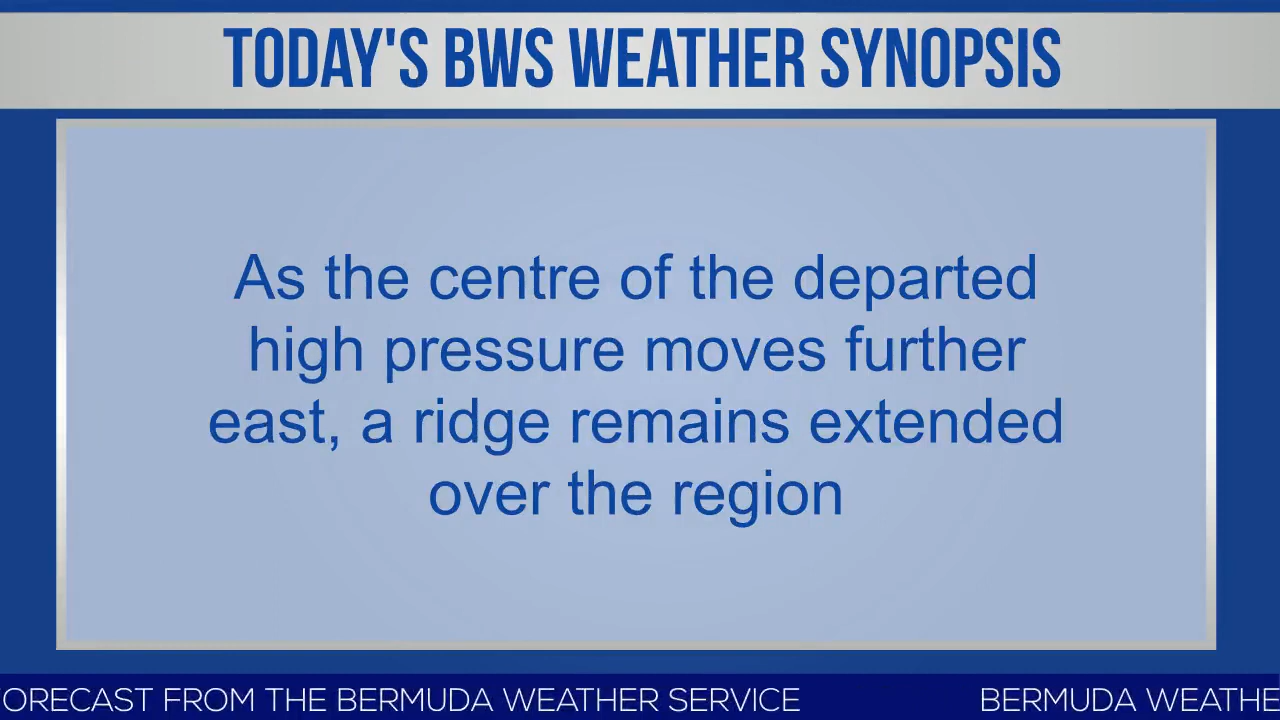 TODAY'S BWS WEATHER SYNOPSIS
As the centre of the departed
high pressure moves further
east, a ridge remains extended
over the region
ORECAST FROM THE BERMUDA WEATHER SERVICE BERMUDA WEATHE